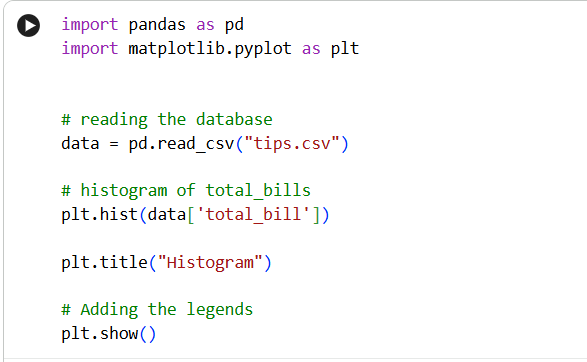 import pandas as pd
import matplotlib.pyplot as plt
# reading the database
data = pd.read_csv("tips.csv")
# histogram of total_bills
plt.hist(data['total_bill'])
plt.title("Histogram")
# Adding the legends
plt.show()